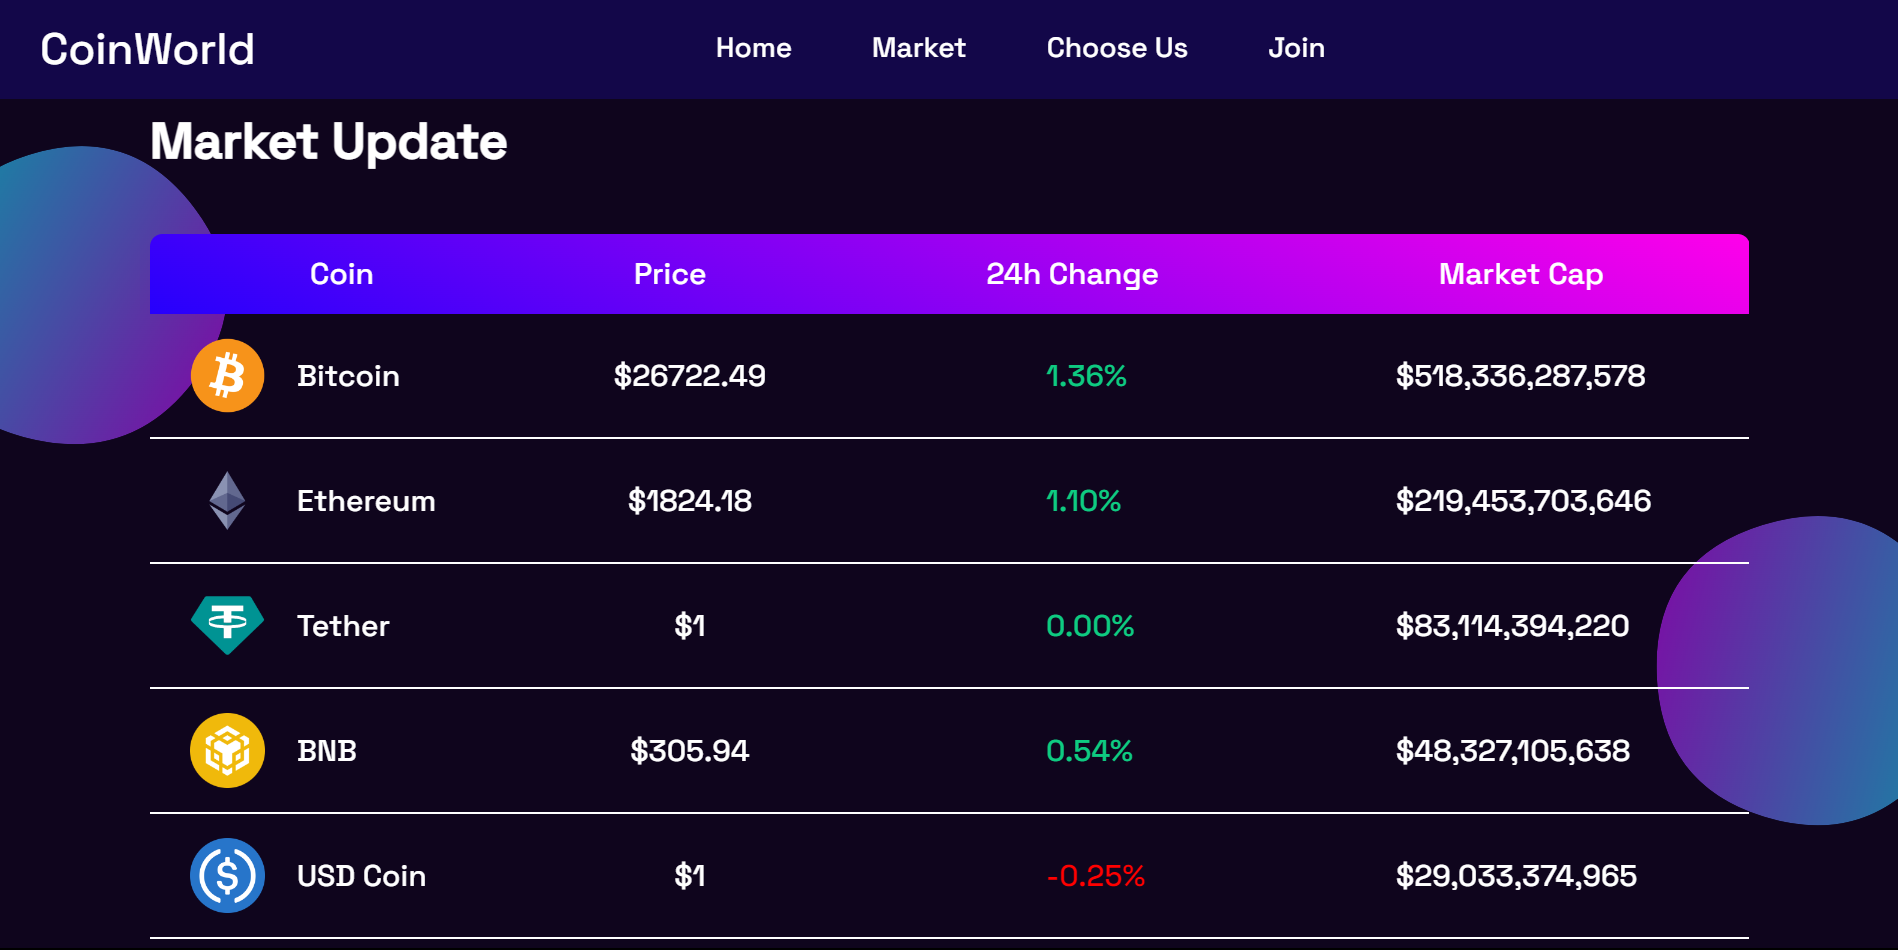 CoinWorld Home Market Choose Us Join
Market Update
Coin Price 24h Change Market Cap
Bitcoin $26722.49 1.36% $518,336,287,578
Ethereum $1824.18 1.10% $219,453,703,646
Tether $1 0.00% $83,114,394,220
BNB $305.94 0.54% $48,327,105,638
USD Coin $1 -0.25% $29,033,374,965